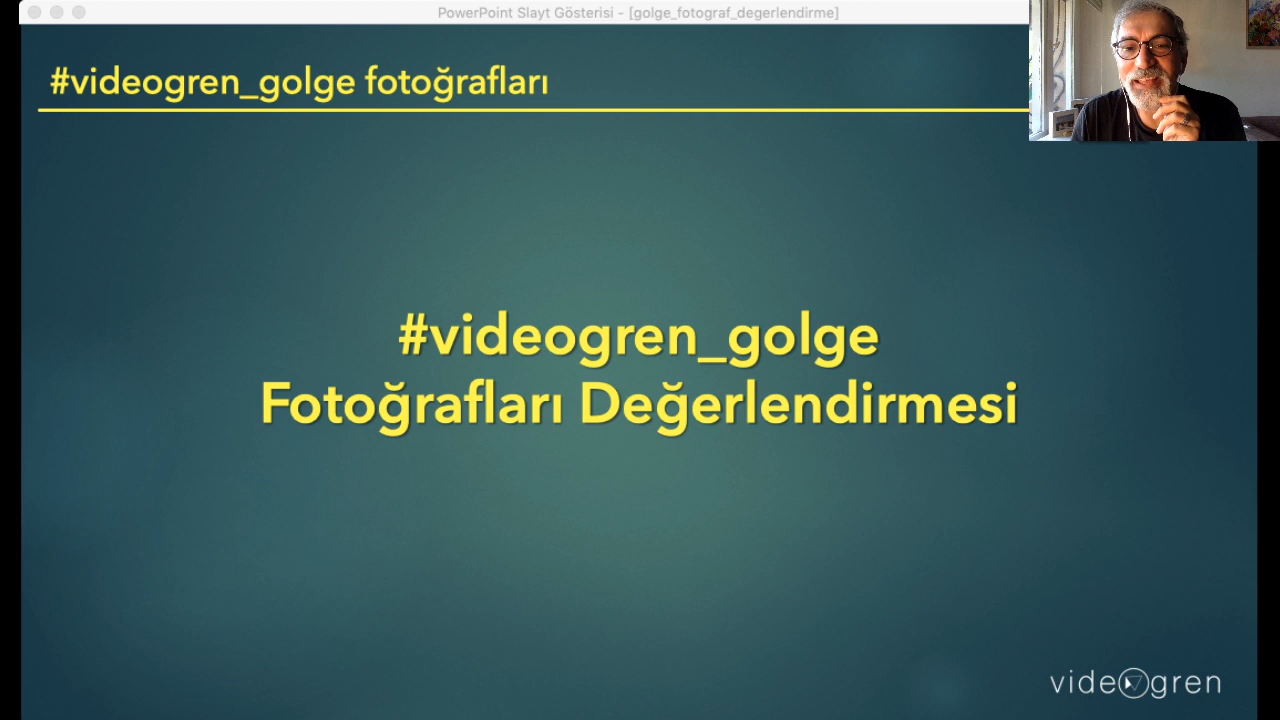 PowerPoint Slayt Gösterisi - [golge_fotograf_degerlendirme]
#videogren_golge fotoğrafları
#videogren_golge
Fotoğrafları Değerlendirmesi
videogren